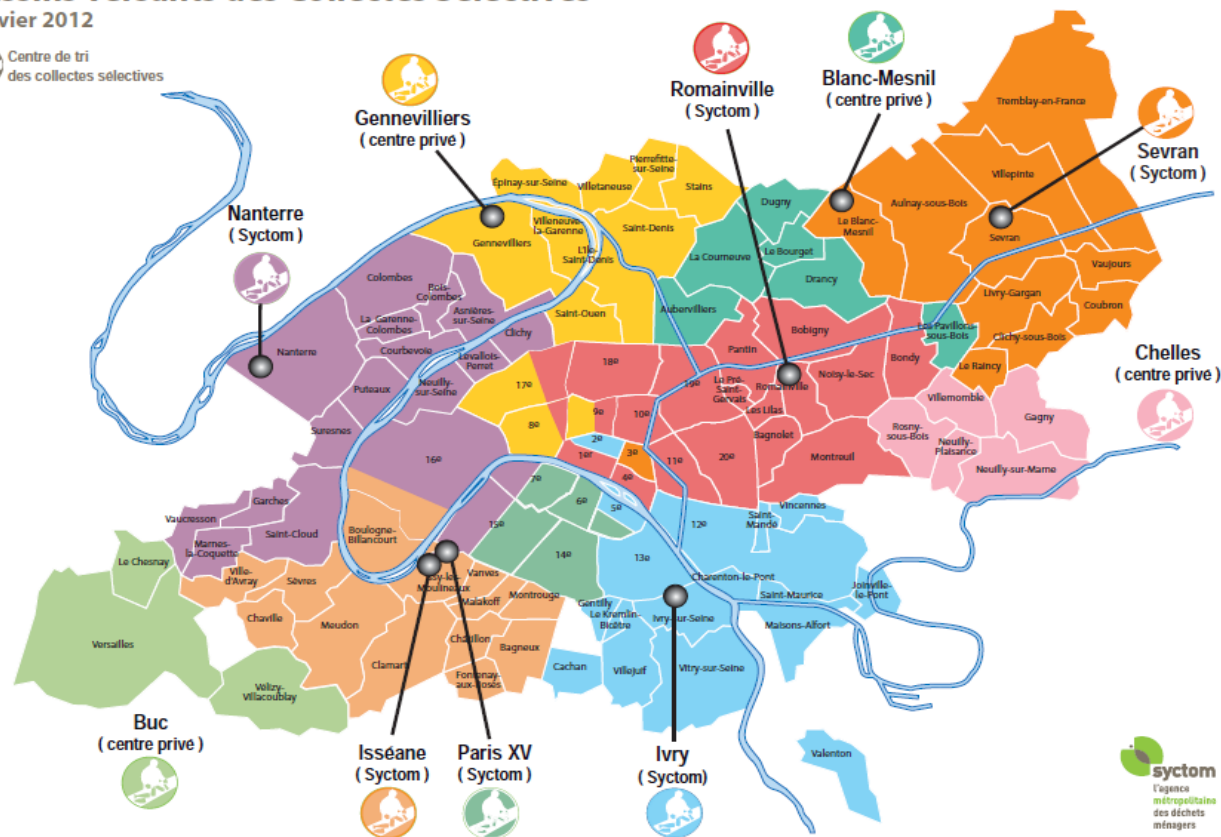 vier 2012
Centre de tri
des collectes sélectives
Gennevilliers
( centre privé )
Romainville
( Syctom )
Blanc-Mesnil
( centre privé )
Sevran
( Syctom )
Nanterre
( Syctom )
Chelles
( centre privé )
Tremblay-en-France
Villepinte
Aulnay-sous-Bois
Le Blanc-
Mesnil
Sevran
Vaujours
Livry-Gargan
Coubron
Clichy-sous-Bois
Le Raincy
Épinay-sur-Seine
Villetaneuse
Pierrefitte-
sur-Seine
Stains
Villeneuve-
la-Garenne
Gennevilliers
L'Ile-
Saint-Denis
Saint-Denis
Saint-Ouen
Dugny
Le Bourget
La Courneuve
Drancy
Aubervilliers
Les Pavillons-
sous-Bois
Colombes
Bois-
Colombes
La Garenne-
Colombes
Asnières-
sur-Seine
Clichy
Nanterre
Courbevoie
Levallois-
Perret
Puteaux
Neuilly-
sur-Seine
Suresnes
16e
17e
8e
18e
9e
10e
19e
2e
1er
3e
4e
11e
20e
Pantin
Bobigny
Le Pré-
Saint-
Gervais
Romainville
Les Lilas
Noisy-le-Sec
Bondy
Bagnolet
Montreuil
Villemomble
Gagny
Rosny-
sous-Bois
Neuilly-
Plaisance
Neuilly-sur-Marne
7e
6e
5e
15e
14e
13e
12e
Garches
Vaucresson
Marnes-
la-Coquette
Saint-Cloud
Boulogne-
Billancourt
Le Chesnay
Versailles
Vélizy-
Villacoublay
Ville-
d'Avray
Sèvres
Chaville
Meudon
Issy-les-
Moulineaux
Vanves
Malakoff
Montrouge
Clamart
Châtillon
Bagneux
Fontenay-
aux-Roses
Saint-
Mandé
Vincennes
Charenton-le-Pont
Saint-Maurice
Joinville-
le-Pont
Maisons-Alfort
Gentilly
Le Kremlin-
Bicêtre
Ivry-sur-Seine
Cachan
Villejuif
Vitry-sur-Seine
Valenton
Buc
( centre privé )
Isséane
( Syctom )
Paris XV
( Syctom )
Ivry
(Syctom)
syctom
l'agence
métropolitaine
des déchets
ménagers